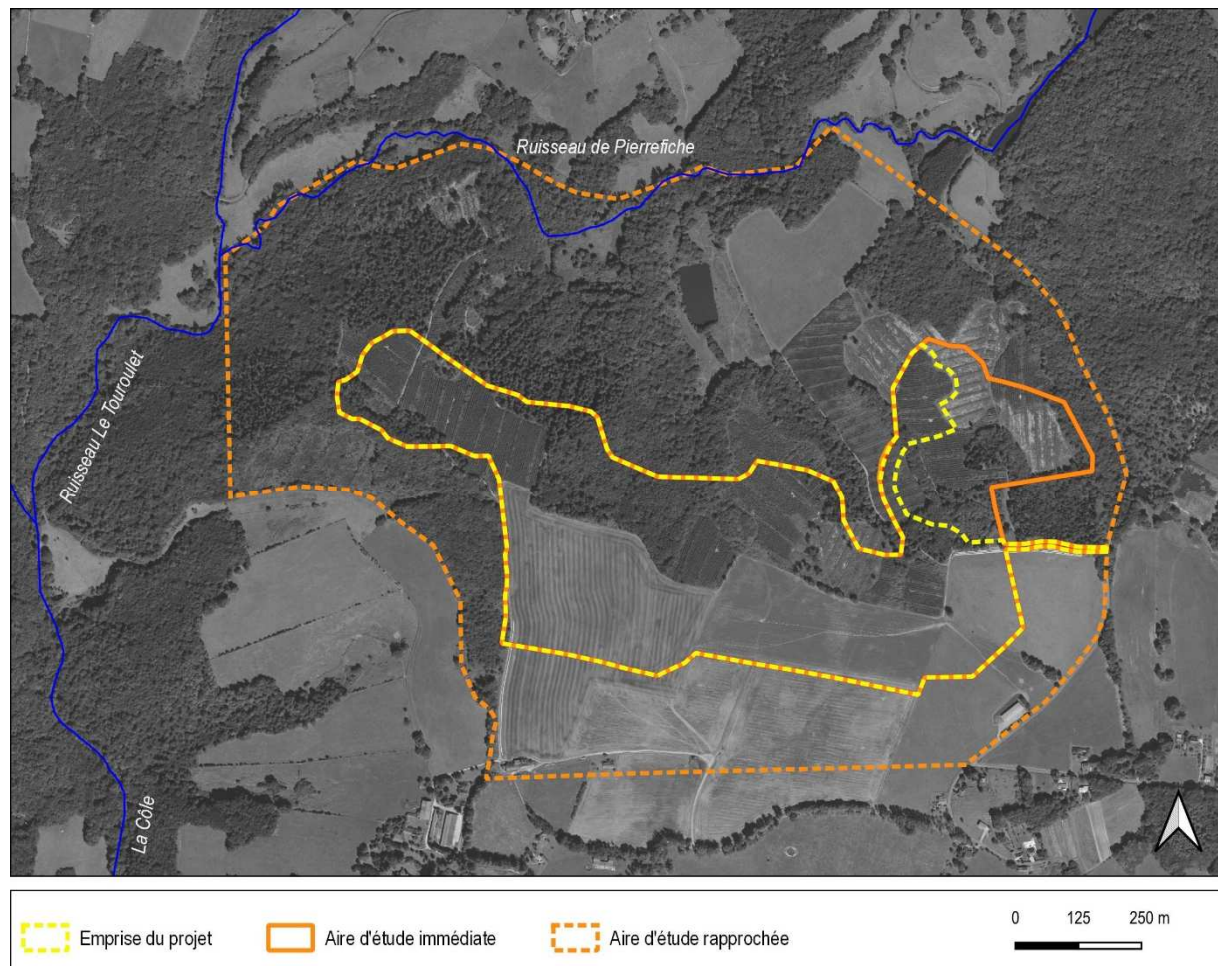 Ruisseau de Pierrefiche
Ruisseau Le Touroulet
La Côle
Emprise du projet
Aire d'étude immédiate
Aire d'étude rapprochée
0 125 250 m